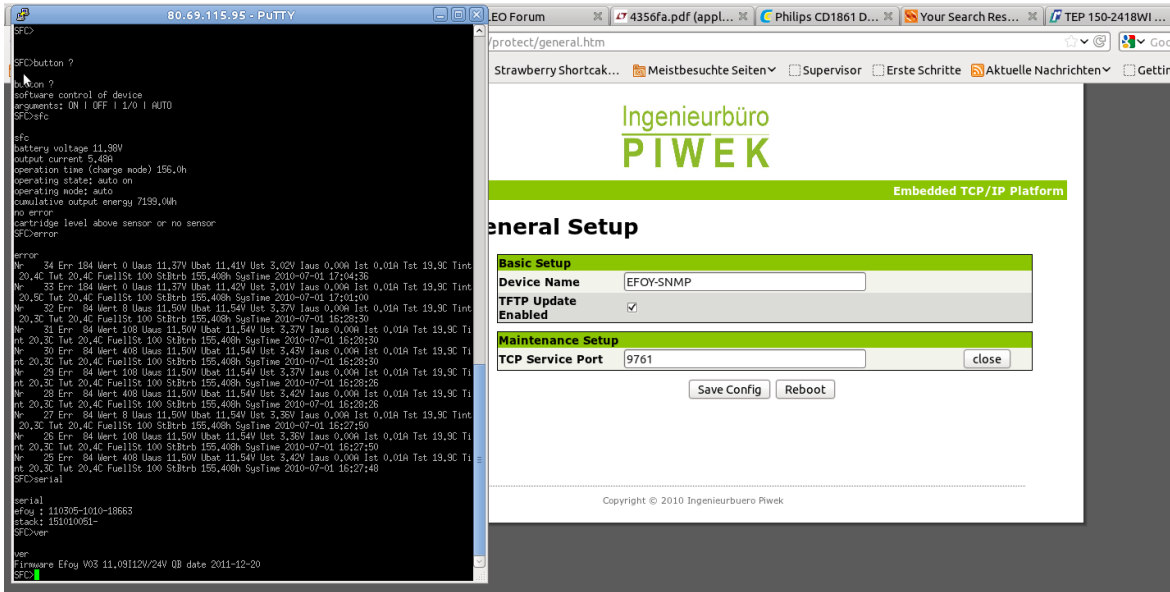 80.69.115.95 - PuTTY
SFC>
SFC>button ?
button ?
software control of device
arguments: ON | OFF | 1/0 | AUTO
SFC>sfc
sfc
battery voltage 11.98V
output current 5.48A
operation time (charge mode) 156.0h
operating state: auto on
operating mode: auto
cumulative output energy 7199.0Wh
no error
cartridge level above sensor or no sensor
SFC>error
error
Nr    34 Err 184 Wert 0 Uaus 11.37V Ubat 11.41V Ust 3.02V Iaus 0.00A Ist 0.01A Tst 19.9C Tint
20.4C Twt 20.4C FuellSt 100 StBtrb 155.408h SysTime 2010-07-01 17:04:36
Nr    33 Err 184 Wert 0 Uaus 11.37V Ubat 11.42V Ust 3.01V Iaus 0.00A Ist 0.01A Tst 19.9C Tint
20.5C Twt 20.4C FuellSt 100 StBtrb 155.408h SysTime 2010-07-01 17:01:00
Nr    32 Err  84 Wert 8 Uaus 11.50V Ubat 11.54V Ust 3.37V Iaus 0.00A Ist 0.01A Tst 19.9C Tint
20.3C Twt 20.4C FuellSt 100 StBtrb 155.408h SysTime 2010-07-01 16:28:30
Nr    31 Err  84 Wert 108 Uaus 11.50V Ubat 11.54V Ust 3.37V Iaus 0.00A Ist 0.01A Tst 19.9C Ti
nt 20.3C Twt 20.4C FuellSt 100 StBtrb 155.408h SysTime 2010-07-01 16:28:30
Nr    30 Err  84 Wert 408 Uaus 11.50V Ubat 11.54V Ust 3.43V Iaus 0.00A Ist 0.01A Tst 19.9C Ti
nt 20.3C Twt 20.4C FuellSt 100 StBtrb 155.408h SysTime 2010-07-01 16:28:30
Nr    29 Err  84 Wert 108 Uaus 11.50V Ubat 11.54V Ust 3.37V Iaus 0.00A Ist 0.01A Tst 19.9C Ti
nt 20.3C Twt 20.4C FuellSt 100 StBtrb 155.408h SysTime 2010-07-01 16:28:26
Nr    28 Err  84 Wert 408 Uaus 11.50V Ubat 11.54V Ust 3.42V Iaus 0.00A Ist 0.01A Tst 19.9C Ti
nt 20.3C Twt 20.4C FuellSt 100 StBtrb 155.408h SysTime 2010-07-01 16:28:26
Nr    27 Err  84 Wert 8 Uaus 11.50V Ubat 11.54V Ust 3.36V Iaus 0.00A Ist 0.01A Tst 19.9C Tint
20.3C Twt 20.4C FuellSt 100 StBtrb 155.408h SysTime 2010-07-01 16:27:50
Nr    26 Err  84 Wert 108 Uaus 11.50V Ubat 11.54V Ust 3.36V Iaus 0.00A Ist 0.01A Tst 19.9C Ti
nt 20.3C Twt 20.4C FuellSt 100 StBtrb 155.408h SysTime 2010-07-01 16:27:50
Nr    25 Err  84 Wert 408 Uaus 11.50V Ubat 11.54V Ust 3.42V Iaus 0.00A Ist 0.01A Tst 19.9C Ti
nt 20.3C Twt 20.4C FuellSt 100 StBtrb 155.408h SysTime 2010-07-01 16:27:48
SFC>serial
serial
efoy : 110305-1010-18663
stack: 151010051-
SFC>ver
ver
Firmware Efoy V03 11.09I12V/24V QB date 2011-12-20
SFC>
LEO Forum
4356fa.pdf (appl...
Philips CD1861 D...
Your Search Res...
TEP 150-2418WI ...
/protect/general.htm
Goo
Strawberry Shortcak...
Meistbesuchte Seiten
Supervisor
Erste Schritte
Aktuelle Nachrichten
Gettin
Ingenieurbüro
PIWEK
Embedded TCP/IP Platform
eneral Setup
Basic Setup
Device Name EFOY-SNMP
TFTP Update
Enabled
Maintenance Setup
TCP Service Port 9761 close
Save Config Reboot
Copyright © 2010 Ingenieurbuero Piwek